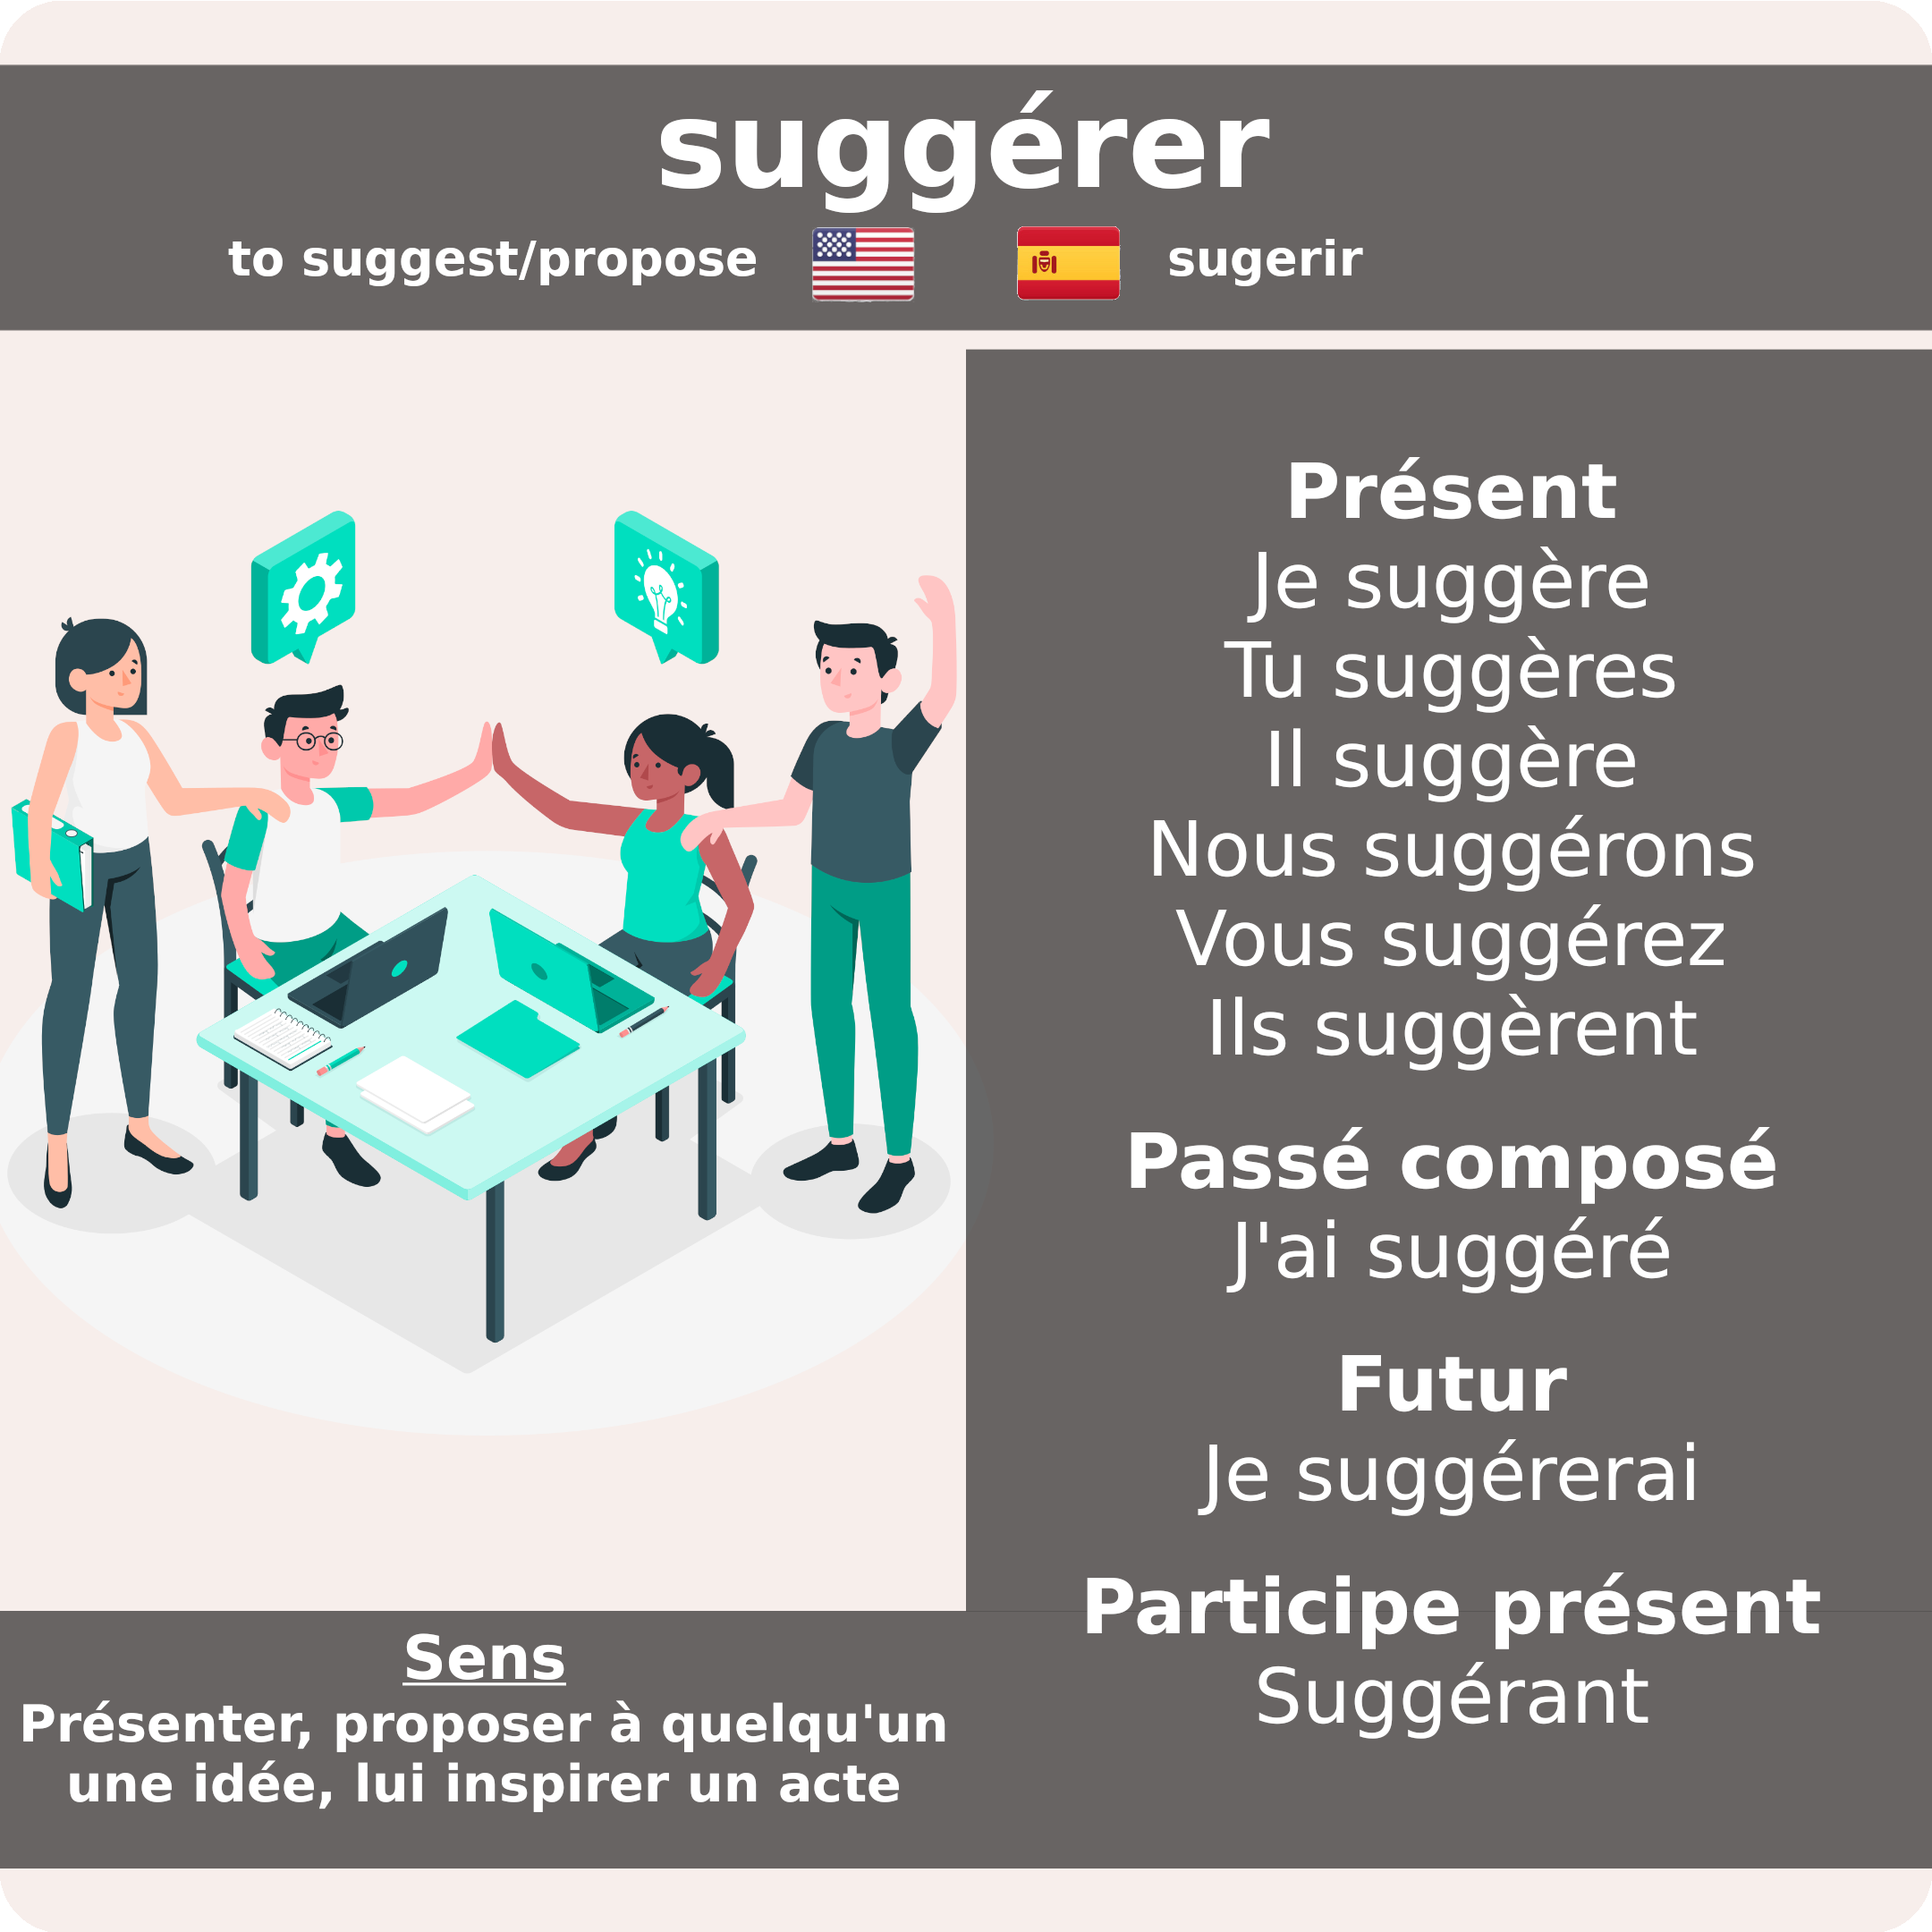 suggérer
to suggest/propose
sugerir
Présent
Je suggère
Tu suggères
Il suggère
Nous suggérons
Vous suggérez
Ils suggèrent
Passé composé
J'ai suggéré
Futur
Je suggérerai
Participe présent
Suggérant
Sens
Présenter, proposer à quelqu'un
une idée, lui inspirer un acte